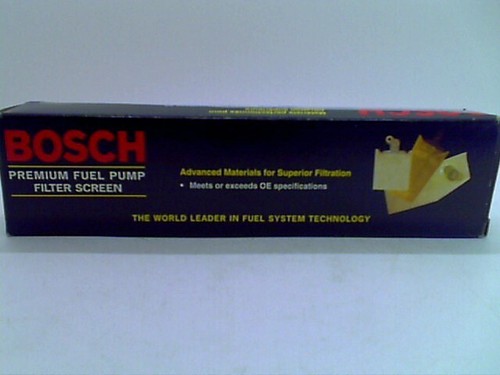 BOSCH
PREMIUM FUEL PUMP
FILTER SCREEN
Advanced Materials for Superior Filtration
• Meets or exceeds OE specifications
THE WORLD LEADER IN FUEL SYSTEM TECHNOLOGY